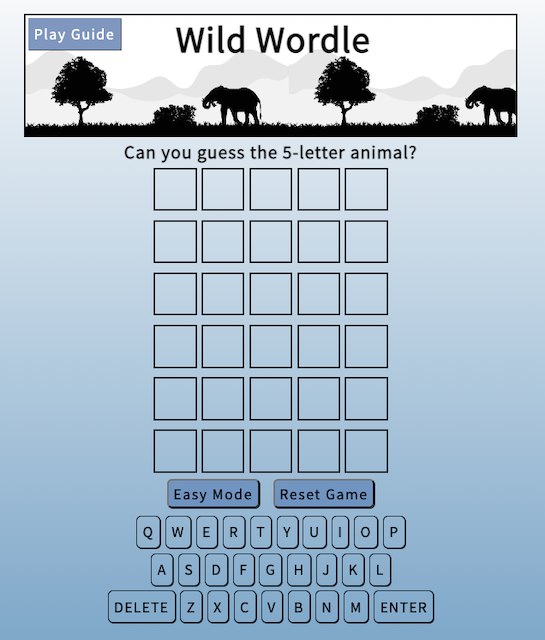 Play Guide
Wild Wordle
Can you guess the 5-letter animal?
Easy Mode Reset Game
Q W E R T Y U I O P
A S D F G H J K L
DELETE Z X C V B N M ENTER